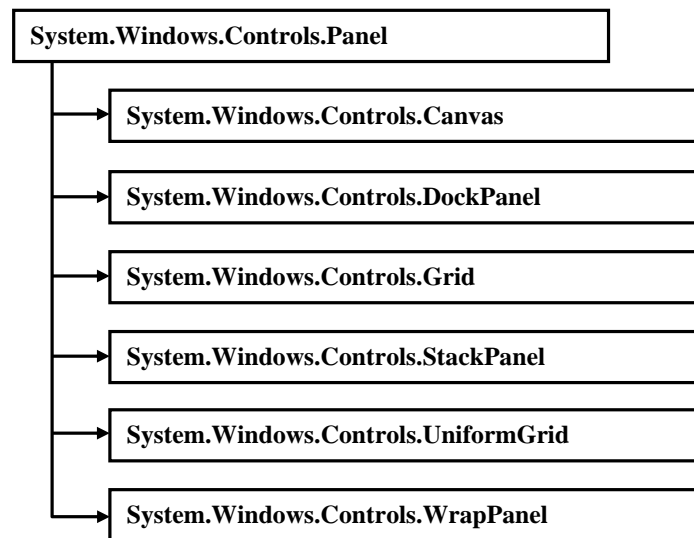 System.Windows.Controls.Panel
System.Windows.Controls.Canvas
System.Windows.Controls.DockPanel
System.Windows.Controls.Grid
System.Windows.Controls.StackPanel
System.Windows.Controls.UniformGrid
System.Windows.Controls.WrapPanel